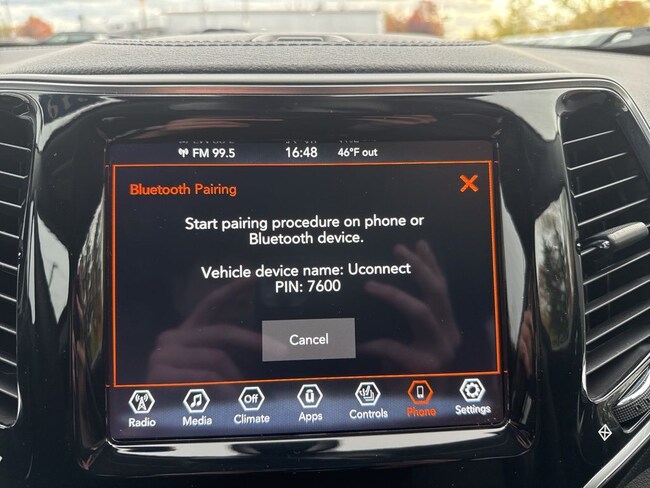 FM 99.5 16:48 46°F out
Bluetooth Pairing
Start pairing procedure on phone or
Bluetooth device.
Vehicle device name: Uconnect
PIN: 7600
Cancel
Off
Radio Media Climate Apps Controls Phone Settings